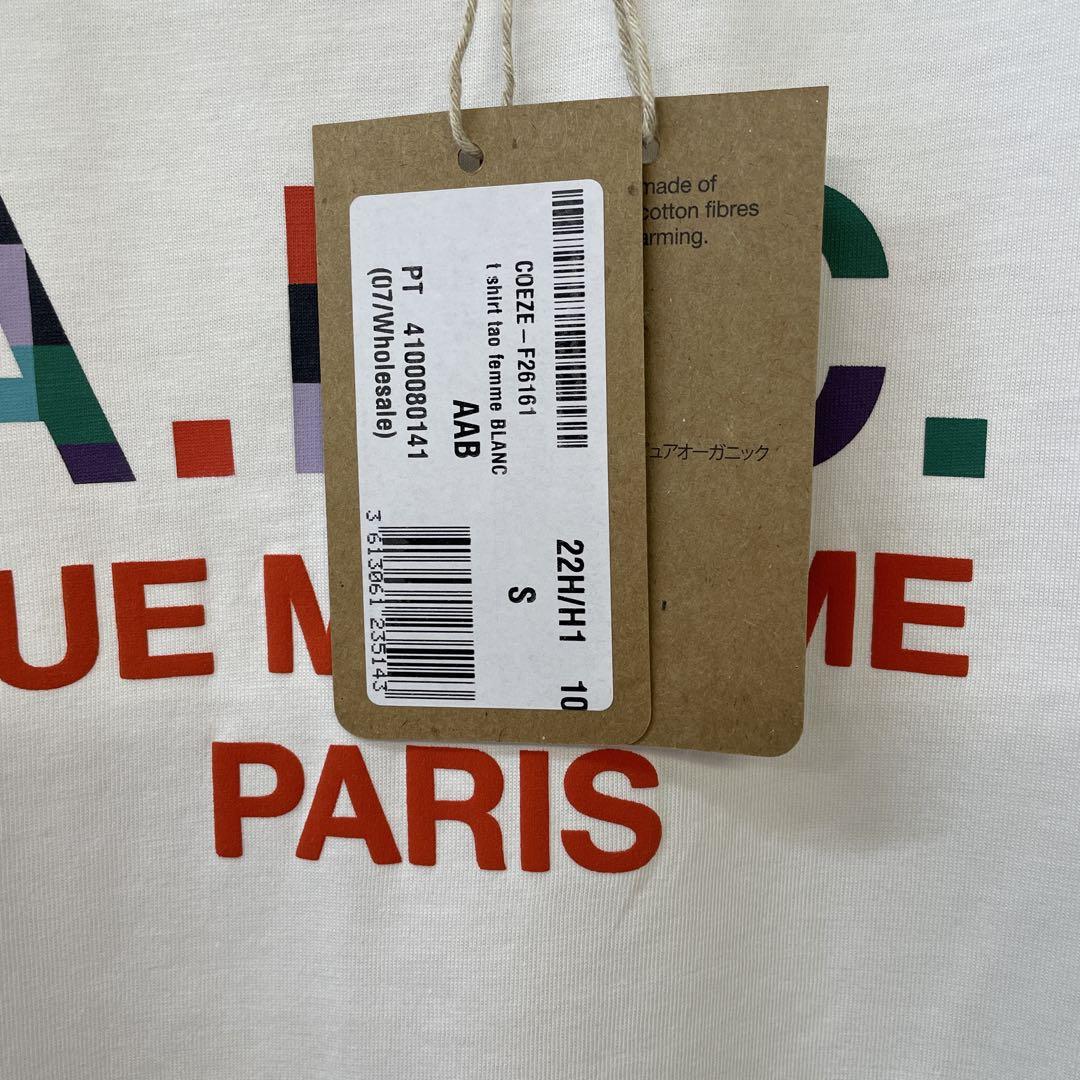 made of
cotton fibres
arming.
ュアオーガニック
COEZE – F26161
t shirt tao femme BLANC
AAB
PT 4100080141
(07/Wholesale)
22H/H1 10
S
3 613061 235143
A. C.
UE M ME
PARIS